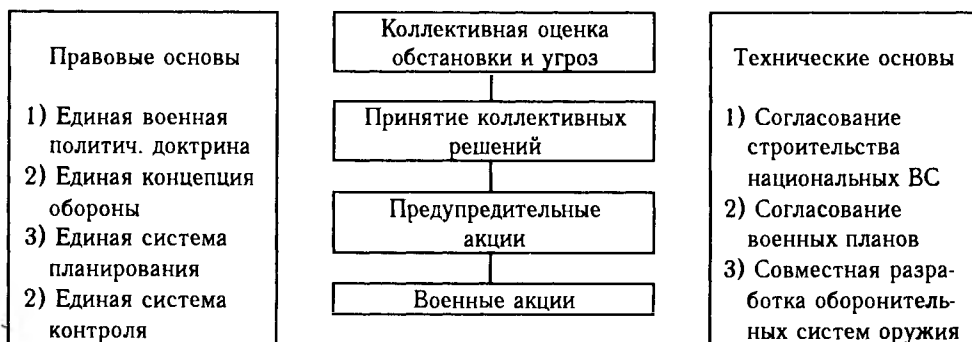 Правовые основы
1) Единая военная
политич. доктрина
2) Единая концепция
обороны
3) Единая система
планирования
2) Единая система
контроля
Коллективная оценка
обстановки и угроз
Принятие коллективных
решений
Предупредительные
акции
Военные акции
Технические основы
1) Согласование
строительства
национальных ВС
2) Согласование
военных планов
3) Совместная разра-
ботка оборонитель-
ных систем оружия